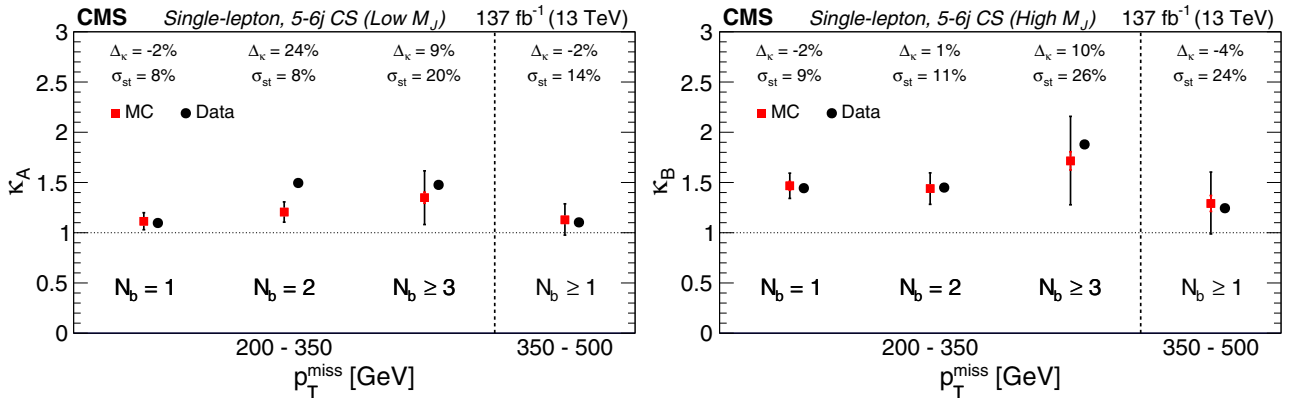 CMS Single-lepton, 5-6j CS (Low M_J) 137 fb⁻¹ (13 TeV)
Δ_κ = -2% Δ_κ = 24% Δ_κ = 9% Δ_κ = -2%
σ_st = 8% σ_st = 8% σ_st = 20% σ_st = 14%
MC Data
κ_A
3
2.5
2
1.5
1
0.5
0
N_b = 1 N_b = 2 N_b ≥ 3 N_b ≥ 1
200 - 350 350 - 500
p_T^miss [GeV]
CMS Single-lepton, 5-6j CS (High M_J) 137 fb⁻¹ (13 TeV)
Δ_κ = -2% Δ_κ = 1% Δ_κ = 10% Δ_κ = -4%
σ_st = 9% σ_st = 11% σ_st = 26% σ_st = 24%
MC Data
κ_B
3
2.5
2
1.5
1
0.5
0
N_b = 1 N_b = 2 N_b ≥ 3 N_b ≥ 1
200 - 350 350 - 500
p_T^miss [GeV]